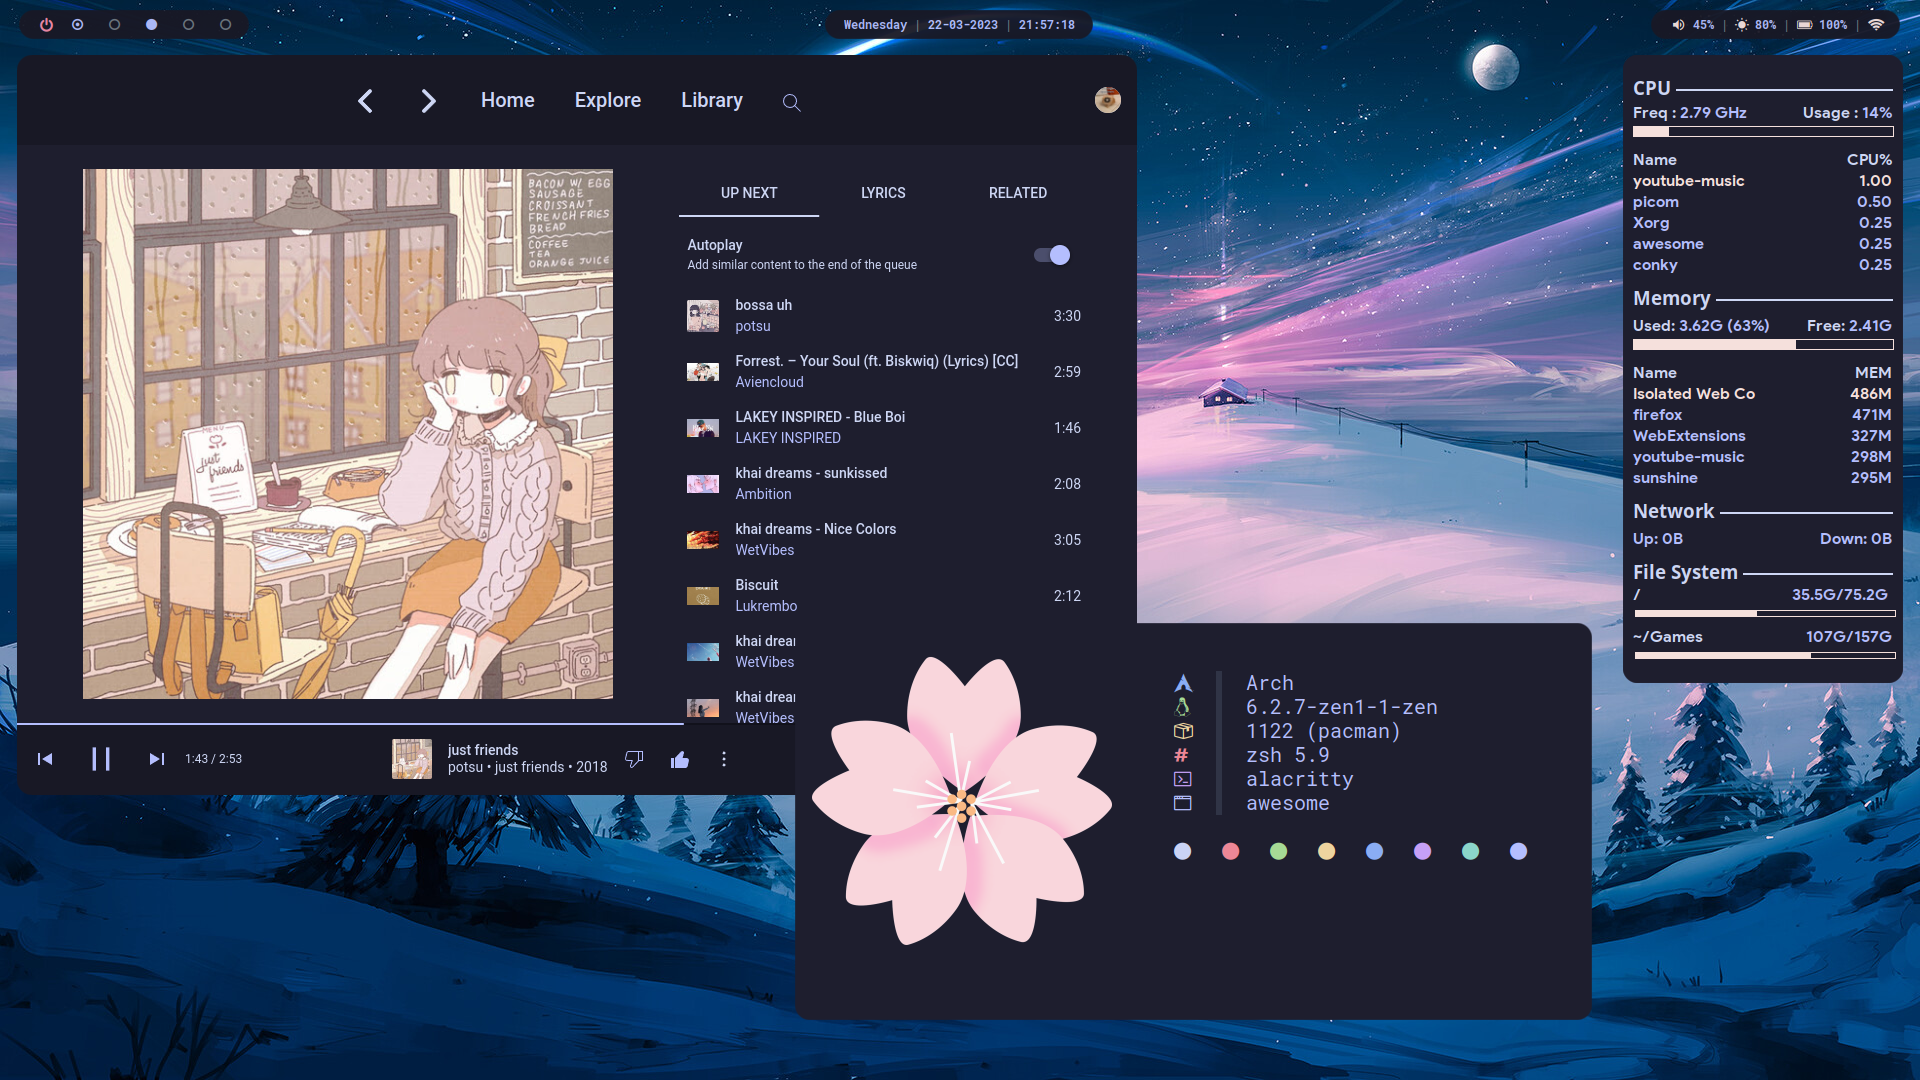 Wednesday | 22-03-2023 | 21:57:18
45% | 80% | 100% |
Home Explore Library
BACON W/ EGG
SAUSAGE
CROISSANT
FRENCH FRIES
BREAD
COFFEE
TEA
ORANGE JUICE
MENU
just
friends
UP NEXT LYRICS RELATED
Autoplay
Add similar content to the end of the queue
bossa uh
potsu
3:30
Forrest. – Your Soul (ft. Biskwiq) (Lyrics) [CC]
Aviencloud
2:59
LAKEY INSPIRED - Blue Boi
LAKEY INSPIRED
1:46
khai dreams - sunkissed
Ambition
2:08
khai dreams - Nice Colors
WetVibes
3:05
Biscuit
Lukrembo
2:12
khai drear
WetVibes
khai drear
WetVibes
1:43 / 2:53
just friends
potsu • just friends • 2018
Arch
6.2.7-zen1-1-zen
1122 (pacman)
# zsh 5.9
alacritty
awesome
CPU
Freq : 2.79 GHz Usage : 14%
Name CPU%
youtube-music 1.00
picom 0.50
Xorg 0.25
awesome 0.25
conky 0.25
Memory
Used: 3.62G (63%) Free: 2.41G
Name MEM
Isolated Web Co 486M
firefox 471M
WebExtensions 327M
youtube-music 298M
sunshine 295M
Network
Up: 0B Down: 0B
File System
/ 35.5G/75.2G
~/Games 107G/157G